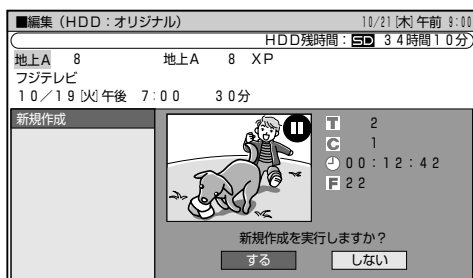 ■編集（HDD：オリジナル） 10/21[木]午前 9:00
HDD残時間：SD ３４時間１０分
地上A 8 地上A 8 XP
フジテレビ
１０／１９[火]午後 7:00 ３０分
新規作成
T 2
C 1
00：12：42
F 22
新規作成を実行しますか？
する しない